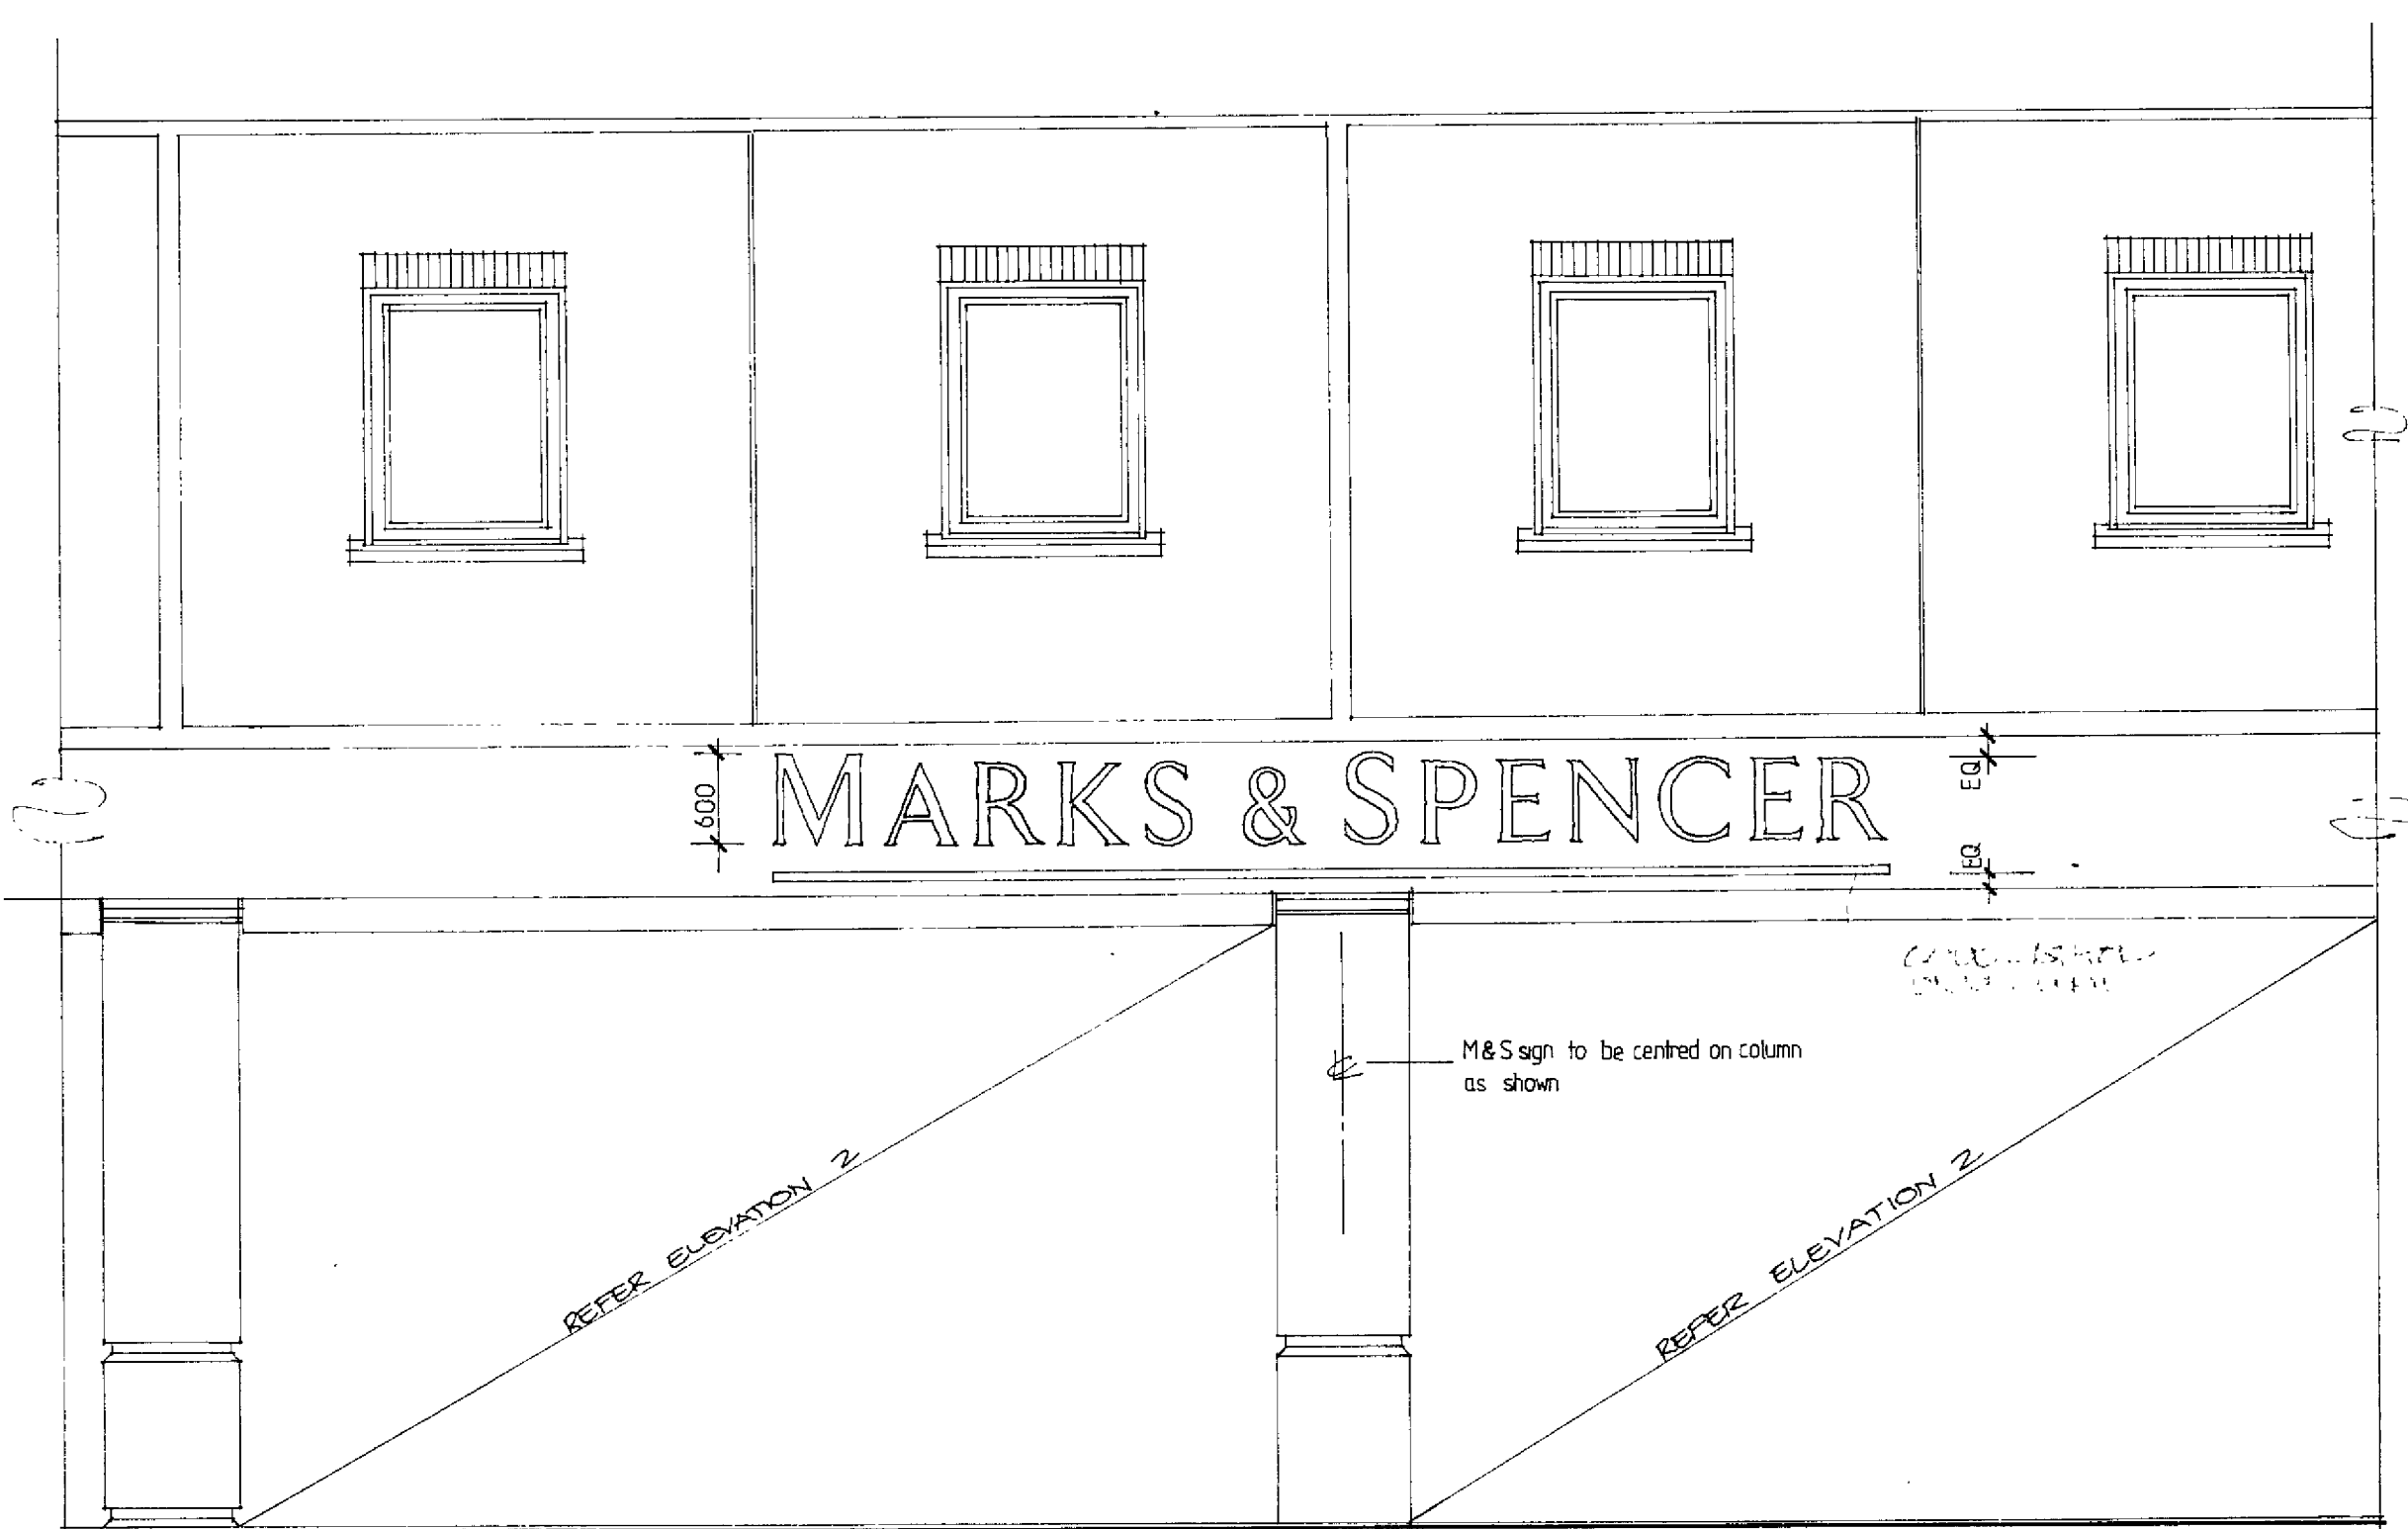 600
MARKS & SPENCER
EQ
EQ
M&S sign to be centred on column
as shown
REFER ELEVATION 2
REFER ELEVATION 2